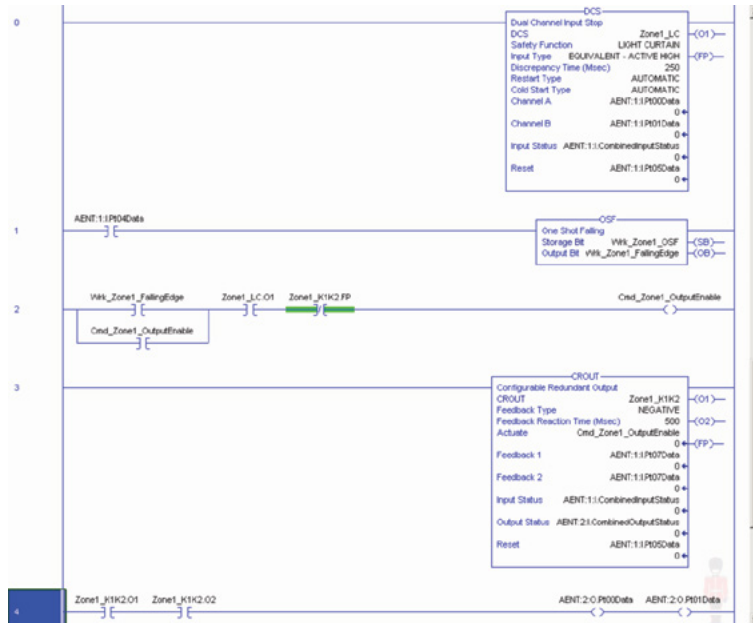 0
DCS
Dual Channel Input Stop
DCS Zone1_LC (O1)
Safety Function LIGHT CURTAIN
Input Type EQUIVALENT - ACTIVE HIGH (FP)
Discrepancy Time (Msec) 250
Restart Type AUTOMATIC
Cold Start Type AUTOMATIC
Channel A AENT:1:I.Pt00Data
0
Channel B AENT:1:I.Pt01Data
0
Input Status AENT:1:I.CombinedInputStatus
0
Reset AENT:1:I.Pt05Data
0
1
AENT:1:I.Pt04Data
OSF
One Shot Falling
Storage Bit Wrk_Zone1_OSF (SB)
Output Bit Wrk_Zone1_FallingEdge (OB)
2
Wrk_Zone1_FallingEdge Zone1_LC.O1 Zone1_K1K2.FP Cmd_Zone1_OutputEnable
Cmd_Zone1_OutputEnable
3
CROUT
Configurable Redundant Output
CROUT Zone1_K1K2 (O1)
Feedback Type NEGATIVE
Feedback Reaction Time (Msec) 500 (O2)
Actuate Cmd_Zone1_OutputEnable
0 (FP)
Feedback 1 AENT:1:I.Pt07Data
0
Feedback 2 AENT:1:I.Pt07Data
0
Input Status AENT:1:I.CombinedInputStatus
0
Output Status AENT:2:I.CombinedOutputStatus
0
Reset AENT:1:I.Pt05Data
0
4
Zone1_K1K2.O1 Zone1_K1K2.O2 AENT:2:O.Pt00Data AENT:2:O.Pt01Data